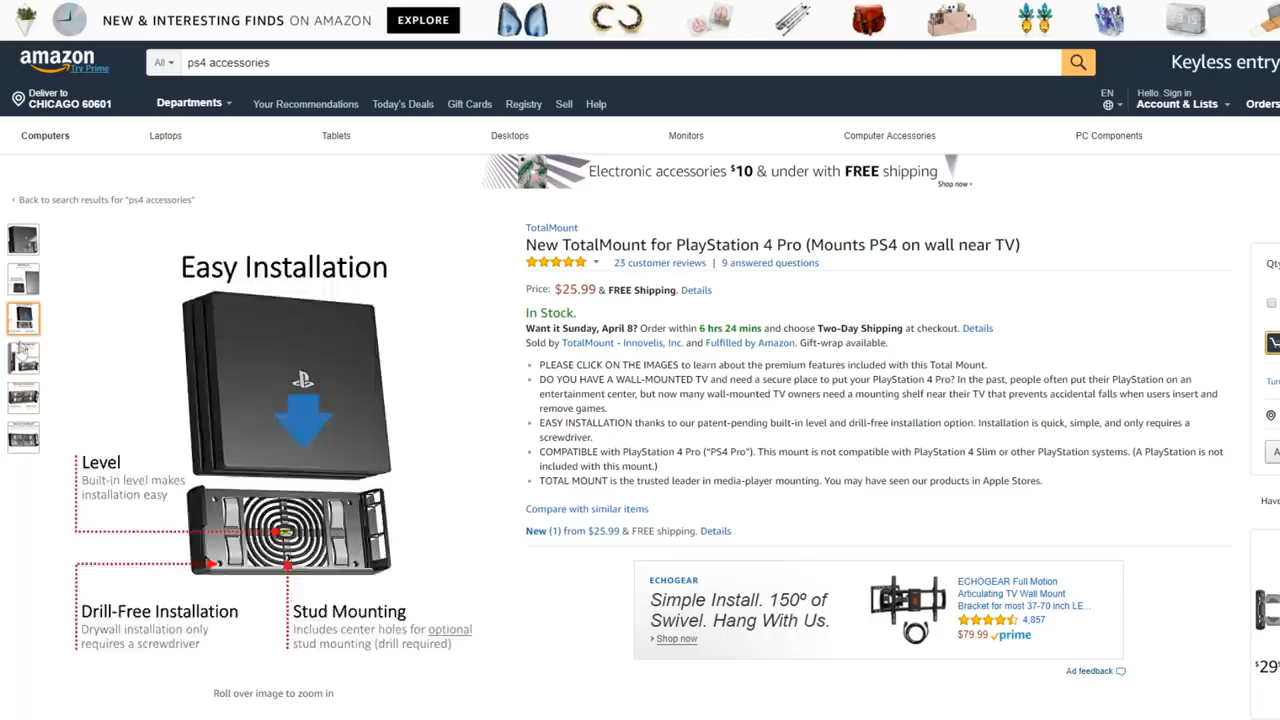 NEW & INTERESTING FINDS ON AMAZON EXPLORE
amazon
Try Prime
All
ps4 accessories
Keyless entry
Deliver to
CHICAGO 60601
Departments
Your Recommendations
Today's Deals
Gift Cards
Registry
Sell
Help
EN
Hello. Sign in
Account & Lists
Orders
Computers
Laptops
Tablets
Desktops
Monitors
Computer Accessories
PC Components
Electronic accessories $10 & under with FREE shipping
Shop now ›
‹ Back to search results for "ps4 accessories"
Easy Installation
Level
Built-in level makes
installation easy
Drill-Free Installation
Drywall installation only
requires a screwdriver
Stud Mounting
Includes center holes for optional
stud mounting (drill required)
Roll over image to zoom in
TotalMount
New TotalMount for PlayStation 4 Pro (Mounts PS4 on wall near TV)
23 customer reviews | 9 answered questions
Price: $25.99 & FREE Shipping. Details
In Stock.
Want it Sunday, April 8? Order within 6 hrs 24 mins and choose Two-Day Shipping at checkout. Details
Sold by TotalMount - Innovelis, Inc. and Fulfilled by Amazon. Gift-wrap available.
PLEASE CLICK ON THE IMAGES to learn about the premium features included with this Total Mount.
DO YOU HAVE A WALL-MOUNTED TV and need a secure place to put your PlayStation 4 Pro? In the past, people often put their PlayStation on an
entertainment center, but now many wall-mounted TV owners need a mounting shelf near their TV that prevents accidental falls when users insert and
remove games.
EASY INSTALLATION thanks to our patent-pending built-in level and drill-free installation option. Installation is quick, simple, and only requires a
screwdriver.
COMPATIBLE with PlayStation 4 Pro ("PS4 Pro"). This mount is not compatible with PlayStation 4 Slim or other PlayStation systems. (A PlayStation is not
included with this mount.)
TOTAL MOUNT is the trusted leader in media-player mounting. You may have seen our products in Apple Stores.
Compare with similar items
New (1) from $25.99 & FREE shipping. Details
ECHOGEAR
Simple Install. 150º of
Swivel. Hang With Us.
› Shop now
ECHOGEAR Full Motion
Articulating TV Wall Mount
Bracket for most 37-70 inch LE...
4,857
$79.99 prime
Ad feedback
Qty
Have
$29